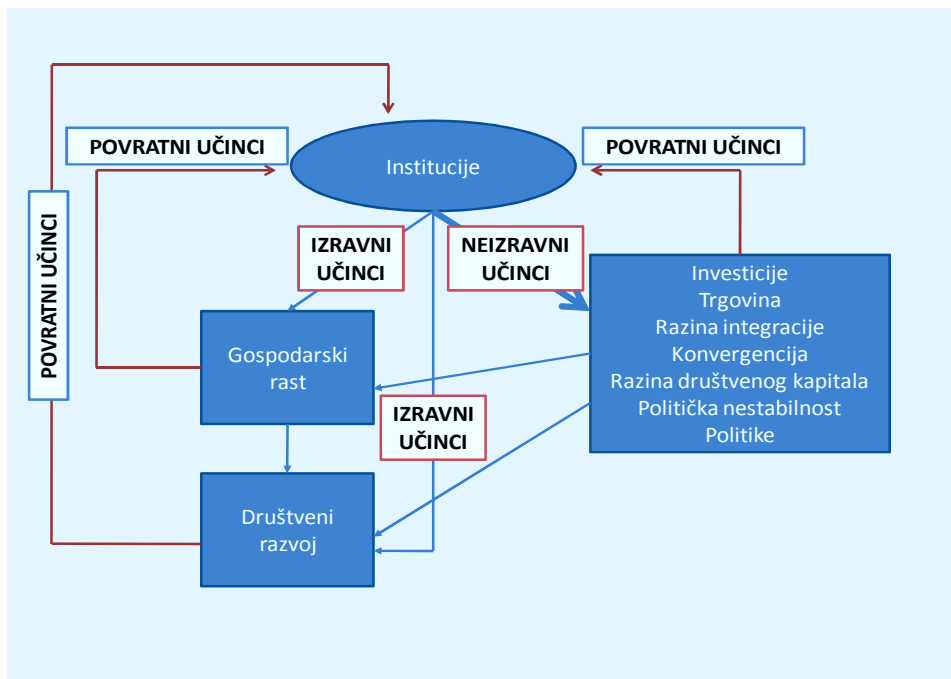 POVRATNI UČINCI
Institucije
POVRATNI UČINCI
POVRATNI UČINCI
IZRAVNI
UČINCI
NEIZRAVNI
UČINCI
Investicije
Trgovina
Razina integracije
Konvergencija
Razina društvenog kapitala
Politička nestabilnost
Politike
Gospodarski
rast
IZRAVNI
UČINCI
Društveni
razvoj